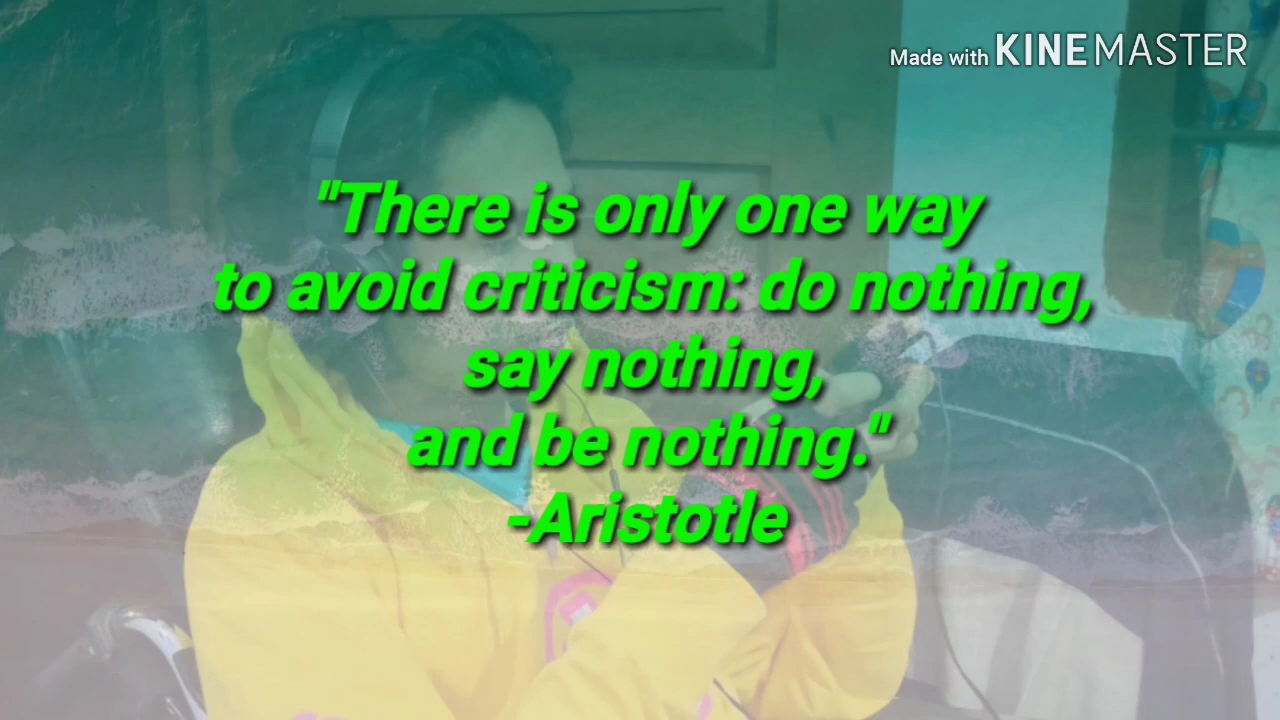 Made with KINEMASTER
"There is only one way
to avoid criticism: do nothing,
say nothing,
and be nothing."
-Aristotle